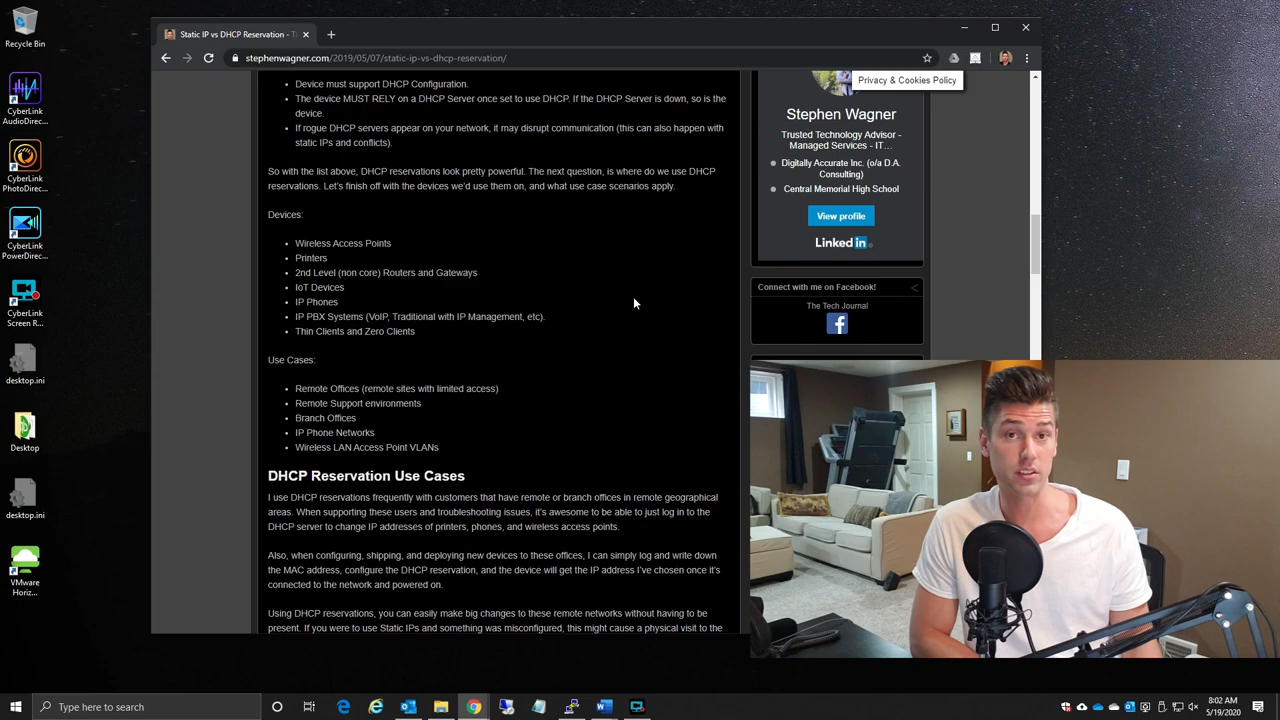 Recycle Bin
CyberLink
AudioDirec...
CyberLink
PhotoDirec...
CyberLink
PowerDirec...
CyberLink
Screen R...
desktop.ini
Desktop
desktop.ini
VMware
Horiz...
Static IP vs DHCP Reservation - T
stephenwagner.com/2019/05/07/static-ip-vs-dhcp-reservation/
Device must support DHCP Configuration.
The device MUST RELY on a DHCP Server once set to use DHCP. If the DHCP Server is down, so is the
device.
If rogue DHCP servers appear on your network, it may disrupt communication (this can also happen with
static IPs and conflicts).
So with the list above, DHCP reservations look pretty powerful. The next question, is where do we use DHCP
reservations. Let's finish off with the devices we'd use them on, and what use case scenarios apply.
Devices:
Wireless Access Points
Printers
2nd Level (non core) Routers and Gateways
IoT Devices
IP Phones
IP PBX Systems (VoIP, Traditional with IP Management, etc).
Thin Clients and Zero Clients
Use Cases:
Remote Offices (remote sites with limited access)
Remote Support environments
Branch Offices
IP Phone Networks
Wireless LAN Access Point VLANs
DHCP Reservation Use Cases
I use DHCP reservations frequently with customers that have remote or branch offices in remote geographical
areas. When supporting these users and troubleshooting issues, it's awesome to be able to just log in to the
DHCP server to change IP addresses of printers, phones, and wireless access points.
Also, when configuring, shipping, and deploying new devices to these offices, I can simply log and write down
the MAC address, configure the DHCP reservation, and the device will get the IP address I've chosen once it's
connected to the network and powered on.
Using DHCP reservations, you can easily make big changes to these remote networks without having to be
present. If you were to use Static IPs and something was misconfigured, this might cause a physical visit to the
Privacy & Cookies Policy
Stephen Wagner
Trusted Technology Advisor -
Managed Services - IT…
Digitally Accurate Inc. (o/a D.A.
Consulting)
Central Memorial High School
View profile
Linked in
Connect with me on Facebook!
The Tech Journal
Type here to search
8:02 AM
5/19/2020